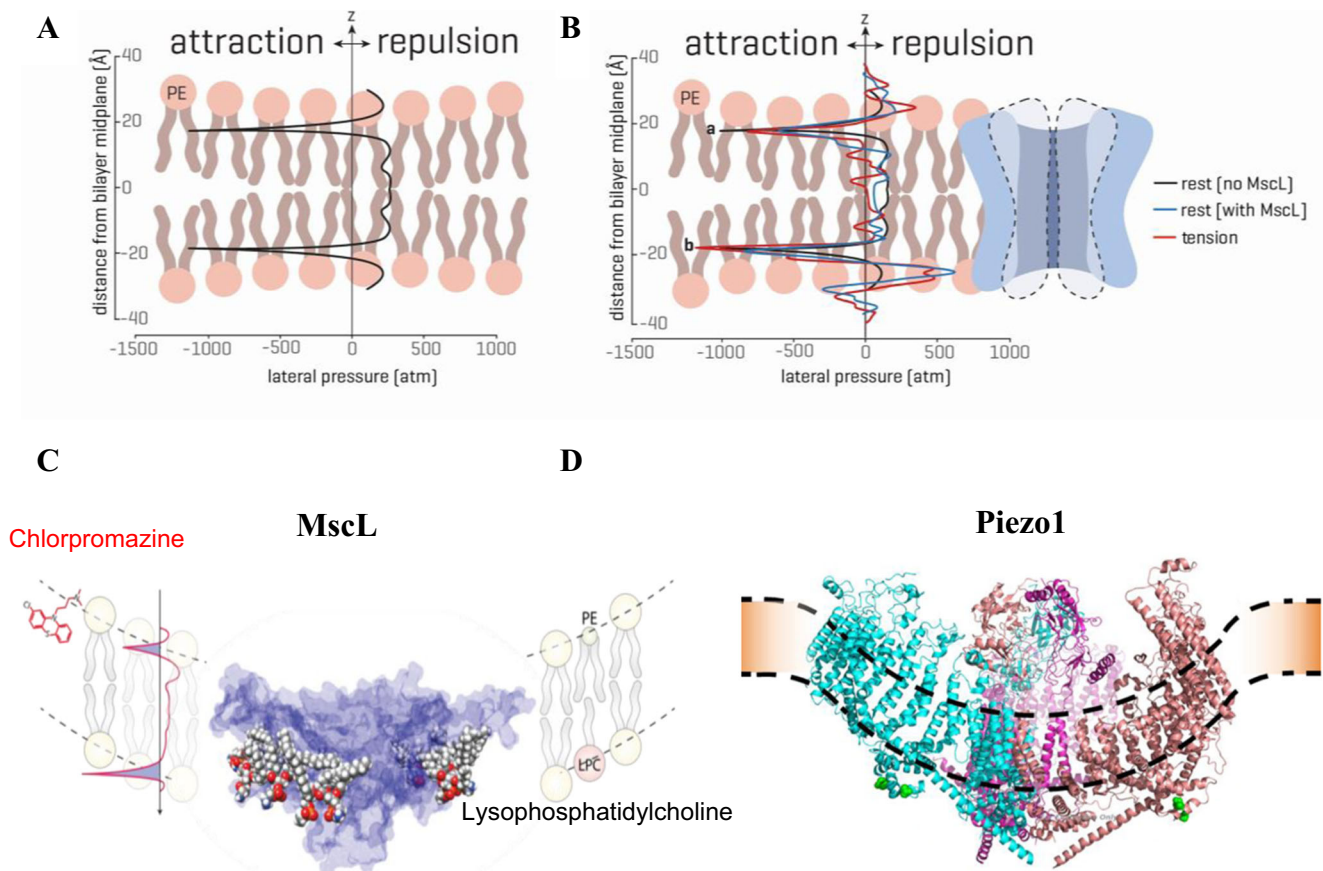 A
attraction ↔ repulsion
z
distance from bilayer midplane [Å]
40
20
0
-20
-40
PE
-1500 -1000 -500 0 500 1000
lateral pressure [atm]
B
attraction ↔ repulsion
z
distance from bilayer midplane [Å]
40
20
0
-20
-40
PE
a
b
rest [no MscL]
rest [with MscL]
tension
-1500 -1000 -500 0 500 1000
lateral pressure [atm]
C
MscL
Chlorpromazine
PE
LPC
Lysophosphatidylcholine
D
Piezo1